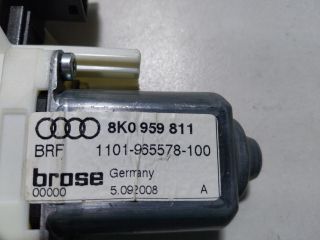 8K0 959 811
BRF 1101-965578-100
brose Germany
00000 5.092008 A